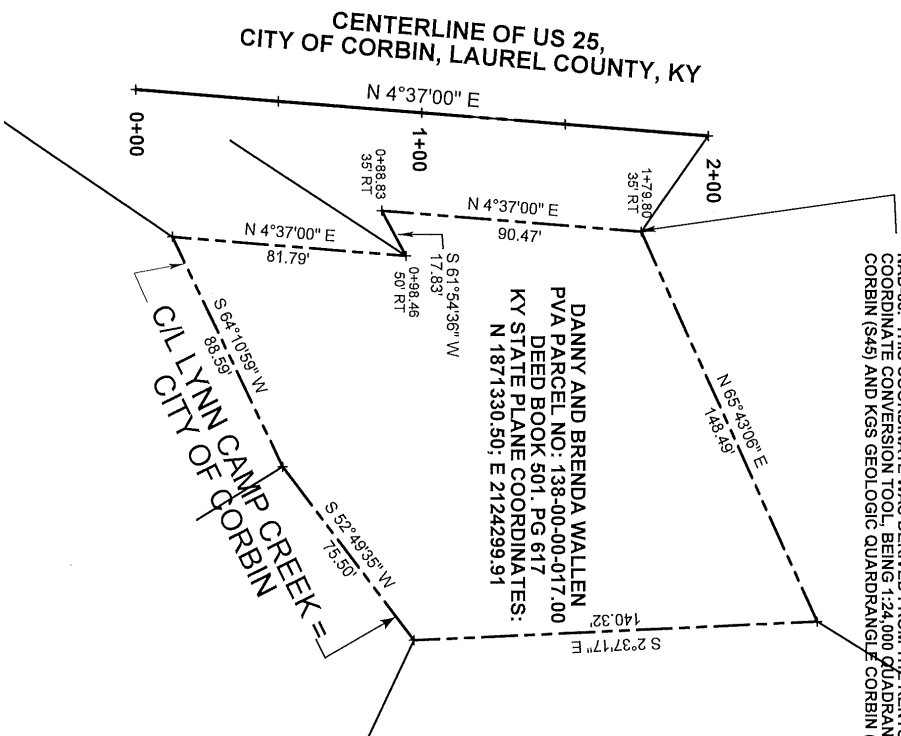 CENTERLINE OF US 25,
CITY OF CORBIN, LAUREL COUNTY, KY
N 4°37'00" E
0+00
1+00
2+00
0+88.83
35' RT
1+79.80
35' RT
N 4°37'00" E
90.47'
N 4°37'00" E
81.79'
S 61°54'36" W
17.83'
0+98.46
50' RT
COORDINATE CONVERSION TOOL, BEING 1:24,000
CORBIN (S45) AND KGS GEOLOGIC QUARDRANGLE CORBIN
DANNY AND BRENDA WALLEN
PVA PARCEL NO: 138-00-00-017.00
DEED BOOK 501. PG 617
KY STATE PLANE COORDINATES:
N 1871330.50; E 2124299.91
N 65°43'06" E
148.49'
S 64°10'59" W
88.59'
C/L LYNN CAMP CREEK =
CITY OF CORBIN
S 52°49'35" W
75.50'
140.32'
S 2°37'17" E